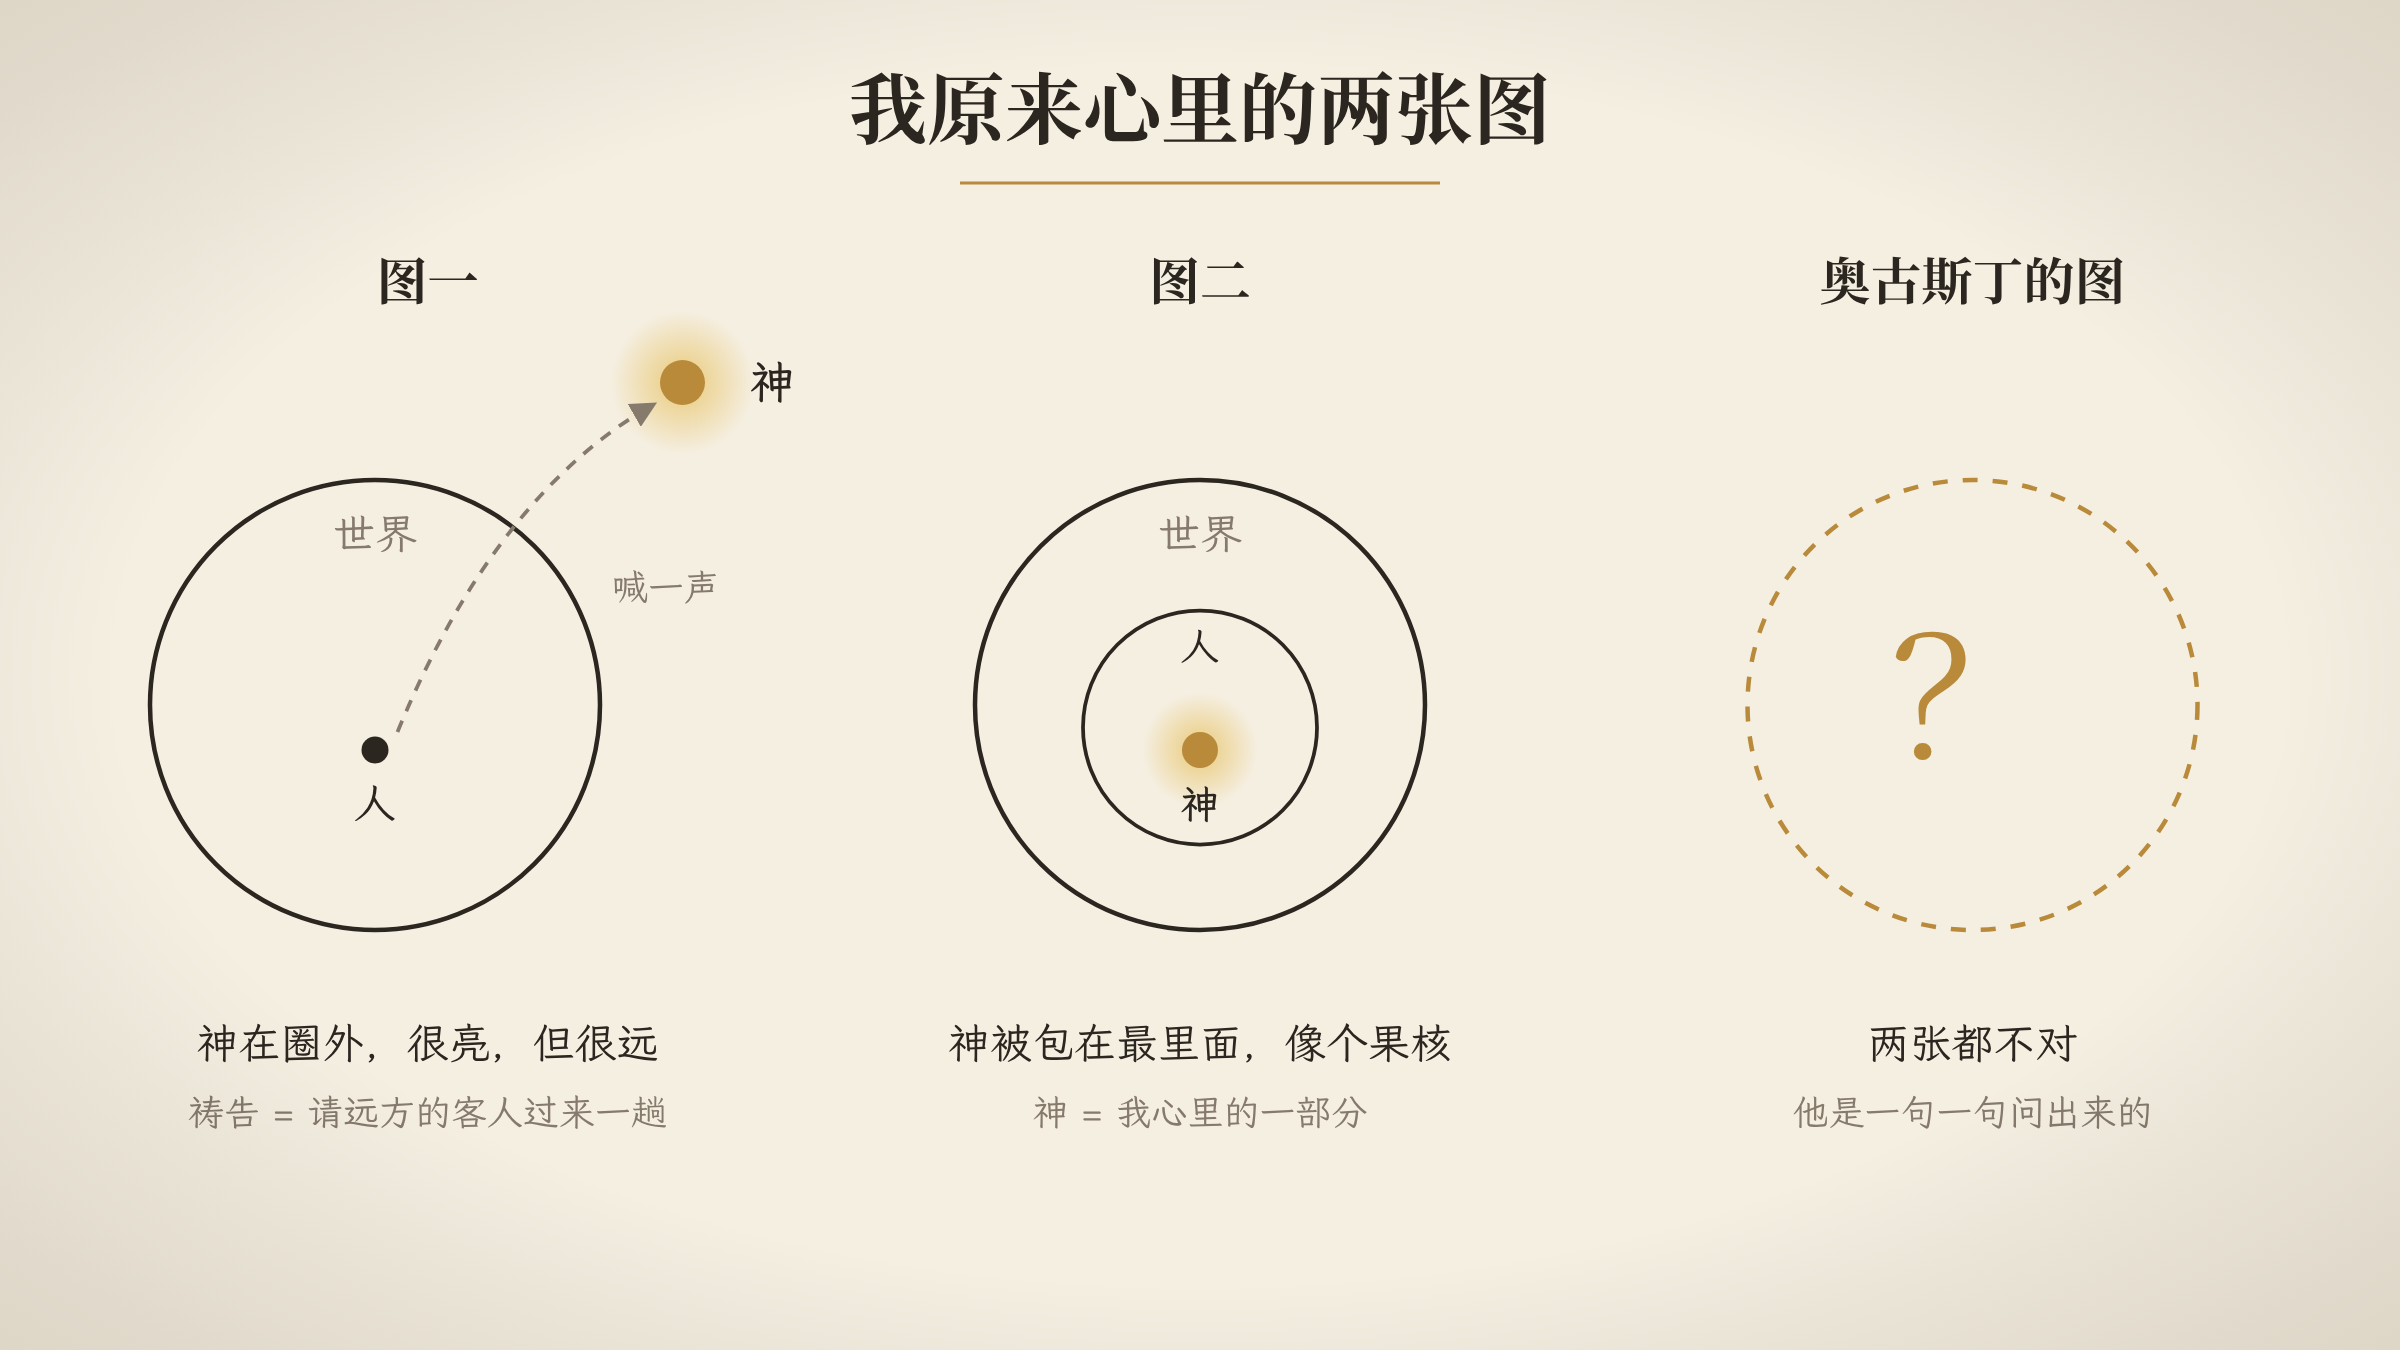 我原来心里的两张图
图一
神
世界
喊一声
人
神在圈外，很亮，但很远
祷告 = 请远方的客人过来一趟
图二
世界
人
神
神被包在最里面，像个果核
神 = 我心里的一部分
奥古斯丁的图
?
两张都不对
他是一句一句问出来的